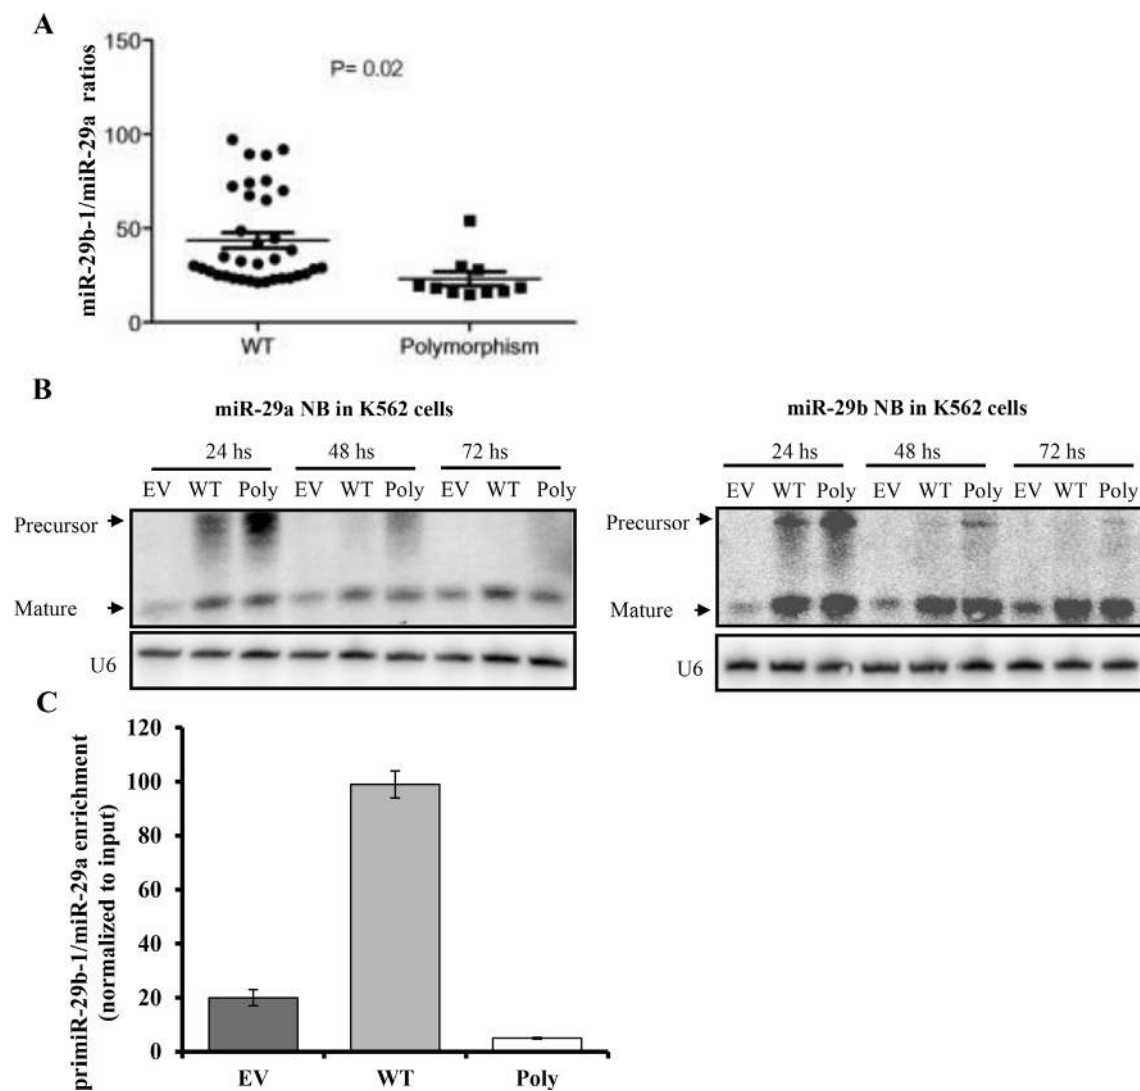 A
miR-29b-1/miR-29a ratios
150
100
50
0
P= 0.02
WT Polymorphism
B
miR-29a NB in K562 cells
24 hs 48 hs 72 hs
EV WT Poly EV WT Poly EV WT Poly
Precursor
Mature
U6
miR-29b NB in K562 cells
24 hs 48 hs 72 hs
EV WT Poly EV WT Poly EV WT Poly
Precursor
Mature
U6
C
primiR-29b-1/miR-29a enrichment
(normalized to input)
120
100
80
60
40
20
0
EV WT Poly